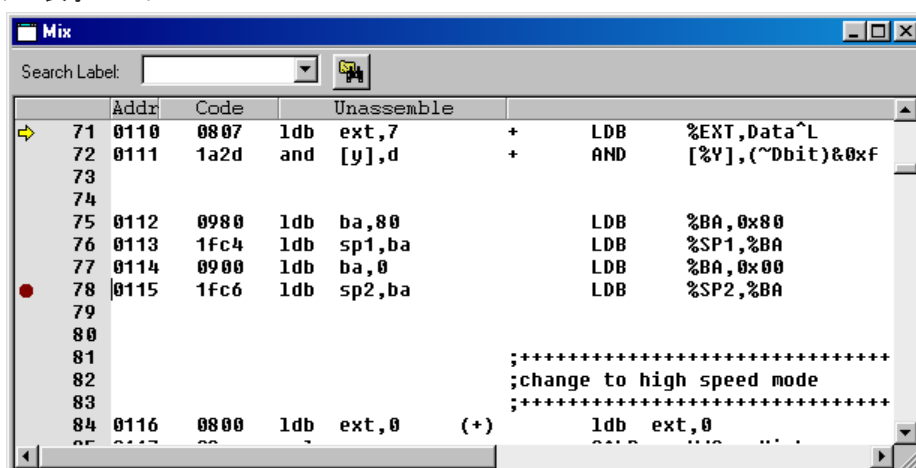 Mix
Search Label:
Addr Code Unassemble
71 0110 0807 ldb ext,7 + LDB %EXT,Data^L
72 0111 1a2d and [y],d + AND [%Y],(~Dbit)&0xf
73
74
75 0112 0980 ldb ba,80 LDB %BA,0x80
76 0113 1fc4 ldb sp1,ba LDB %SP1,%BA
77 0114 0900 ldb ba,0 LDB %BA,0x00
78 0115 1fc6 ldb sp2,ba LDB %SP2,%BA
79
80
81 ;+++++++++++++++++++++++++++++++
82 ;change to high speed mode
83 ;+++++++++++++++++++++++++++++++
84 0116 0800 ldb ext,0 (+) ldb ext,0